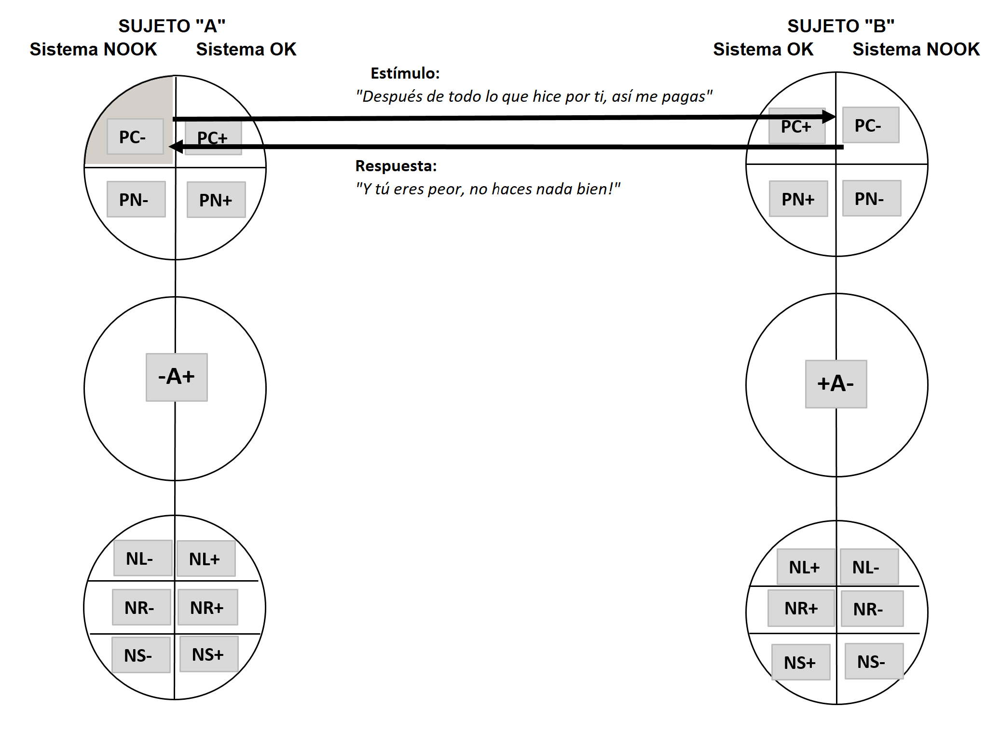 SUJETO "A"
SUJETO "B"
Sistema NOOK
Sistema OK
Sistema OK
Sistema NOOK
Estímulo:
"Después de todo lo que hice por ti, así me pagas"
PC-
PC+
PC+
PC-
Respuesta:
"Y tú eres peor, no haces nada bien!"
PN-
PN+
PN+
PN-
-A+
+A-
NL-
NL+
NL+
NL-
NR-
NR+
NR+
NR-
NS-
NS+
NS+
NS-